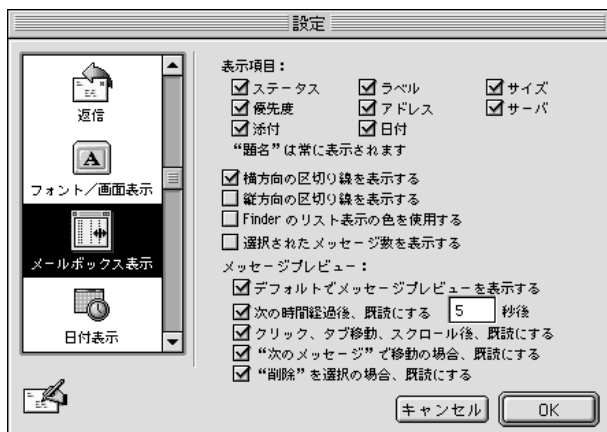 設定
返信
フォント／画面表示
メールボックス表示
日付表示
表示項目：
ステータス ラベル サイズ
優先度 アドレス サーバ
添付 日付
“題名”は常に表示されます
横方向の区切り線を表示する
縦方向の区切り線を表示する
Finder のリスト表示の色を使用する
選択されたメッセージ数を表示する
メッセージプレビュー：
デフォルトでメッセージプレビューを表示する
次の時間経過後、既読にする 5 秒後
クリック、タブ移動、スクロール後、既読にする
“次のメッセージ”で移動の場合、既読にする
“削除”を選択の場合、既読にする
キャンセル OK